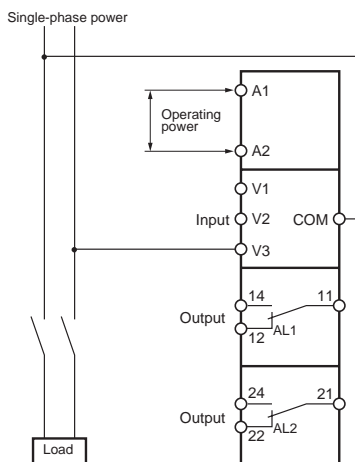 Single-phase power
A1
Operating
power
A2
V1
Input V2 COM
V3
14 11
Output
12 AL1
24 21
Output
22 AL2
Load